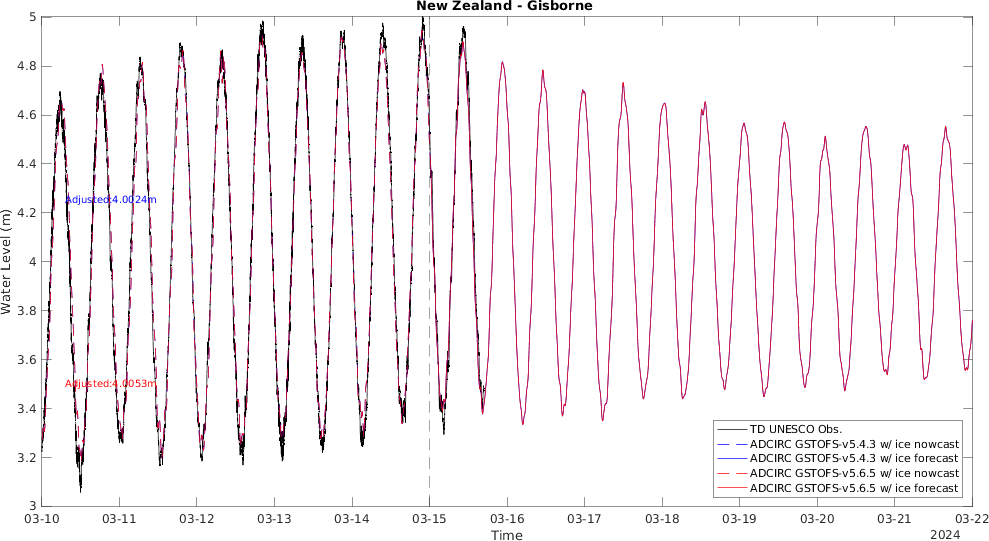 New Zealand - Gisborne
Water Level (m)
5
4.8
4.6
4.4
4.2
4
3.8
3.6
3.4
3.2
3
Adjusted:4.0024m
Adjusted:4.0053m
TD UNESCO Obs.
ADCIRC GSTOFS-v5.4.3 w/ ice nowcast
ADCIRC GSTOFS-v5.4.3 w/ ice forecast
ADCIRC GSTOFS-v5.6.5 w/ ice nowcast
ADCIRC GSTOFS-v5.6.5 w/ ice forecast
03-10 03-11 03-12 03-13 03-14 03-15 03-16 03-17 03-18 03-19 03-20 03-21 03-22
Time
2024